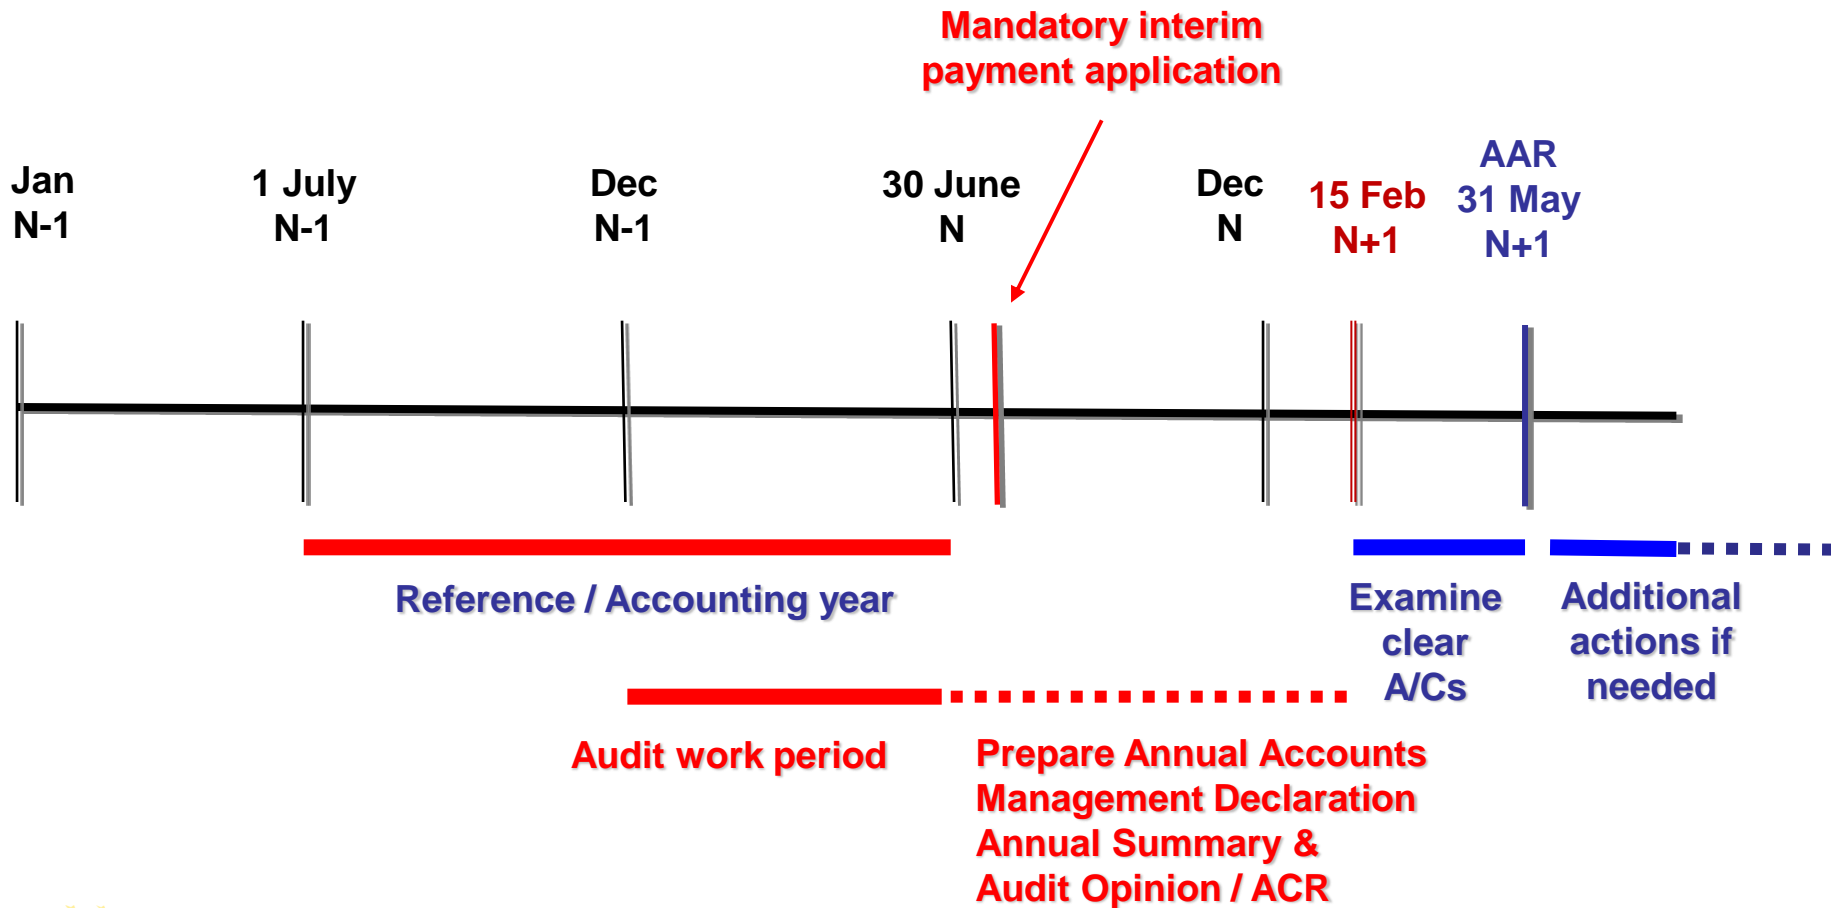 Mandatory interim
payment application
Jan
N-1
1 July
N-1
Dec
N-1
30 June
N
Dec
N
15 Feb
N+1
AAR
31 May
N+1
Reference / Accounting year
Examine
clear
A/Cs
Additional
actions if
needed
Audit work period
Prepare Annual Accounts
Management Declaration
Annual Summary &
Audit Opinion / ACR